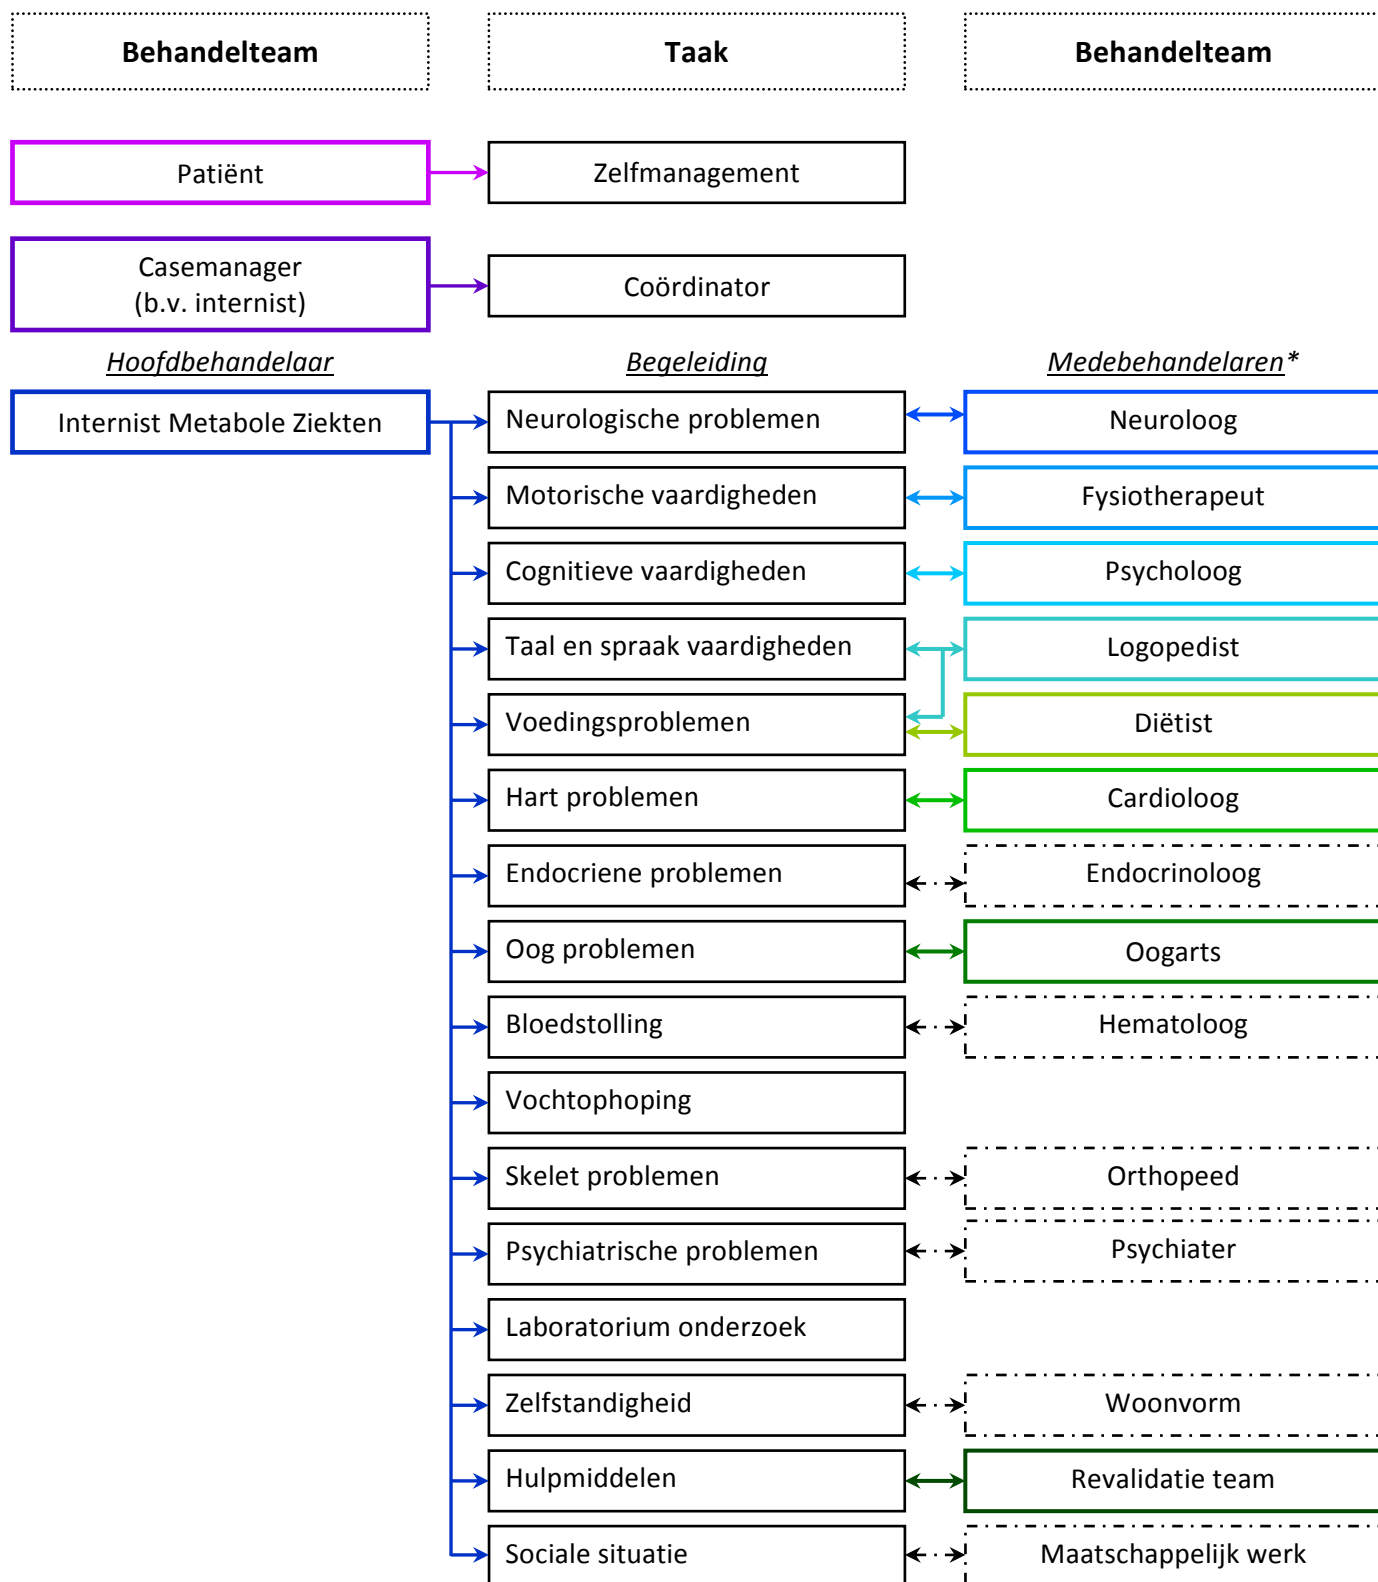 Behandelteam
Taak
Behandelteam
Patiënt
Zelfmanagement
Casemanager
(b.v. internist)
Coördinator
Hoofdbehandelaar
Begeleiding
Medebehandelaren*
Internist Metabole Ziekten
Neurologische problemen
Neuroloog
Motorische vaardigheden
Fysiotherapeut
Cognitieve vaardigheden
Psycholoog
Taal en spraak vaardigheden
Logopedist
Voedingsproblemen
Diëtist
Hart problemen
Cardioloog
Endocriene problemen
Endocrinoloog
Oog problemen
Oogarts
Bloedstolling
Hematoloog
Vochtophoping
Skelet problemen
Orthopeed
Psychiatrische problemen
Psychiater
Laboratorium onderzoek
Zelfstandigheid
Woonvorm
Hulpmiddelen
Revalidatie team
Sociale situatie
Maatschappelijk werk